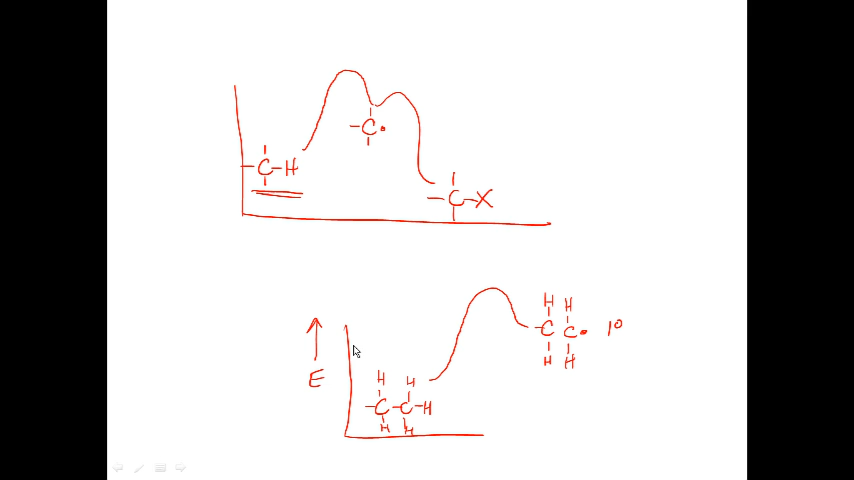 C•
C-H
C-X
H H
-C-C• 1°
H H
E
H H
-C-C-H
H H